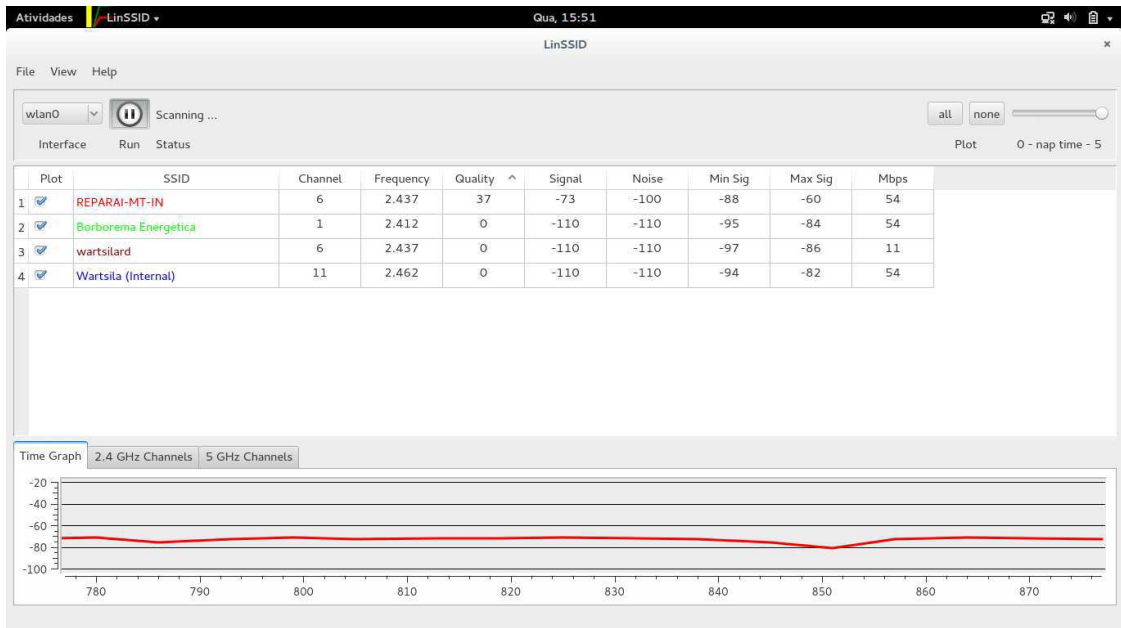 Atividades LinSSID Qua, 15:51
LinSSID
File View Help
wlan0 Scanning ... all none
Interface Run Status Plot 0 - nap time - 5
Plot SSID Channel Frequency Quality Signal Noise Min Sig Max Sig Mbps
1 REPARAI-MT-IN 6 2.437 37 -73 -100 -88 -60 54
2 Borborema Energetica 1 2.412 0 -110 -110 -95 -84 54
3 wartsilard 6 2.437 0 -110 -110 -97 -86 11
4 Wartsila (Internal) 11 2.462 0 -110 -110 -94 -82 54
Time Graph 2.4 GHz Channels 5 GHz Channels
-20
-40
-60
-80
-100
780 790 800 810 820 830 840 850 860 870